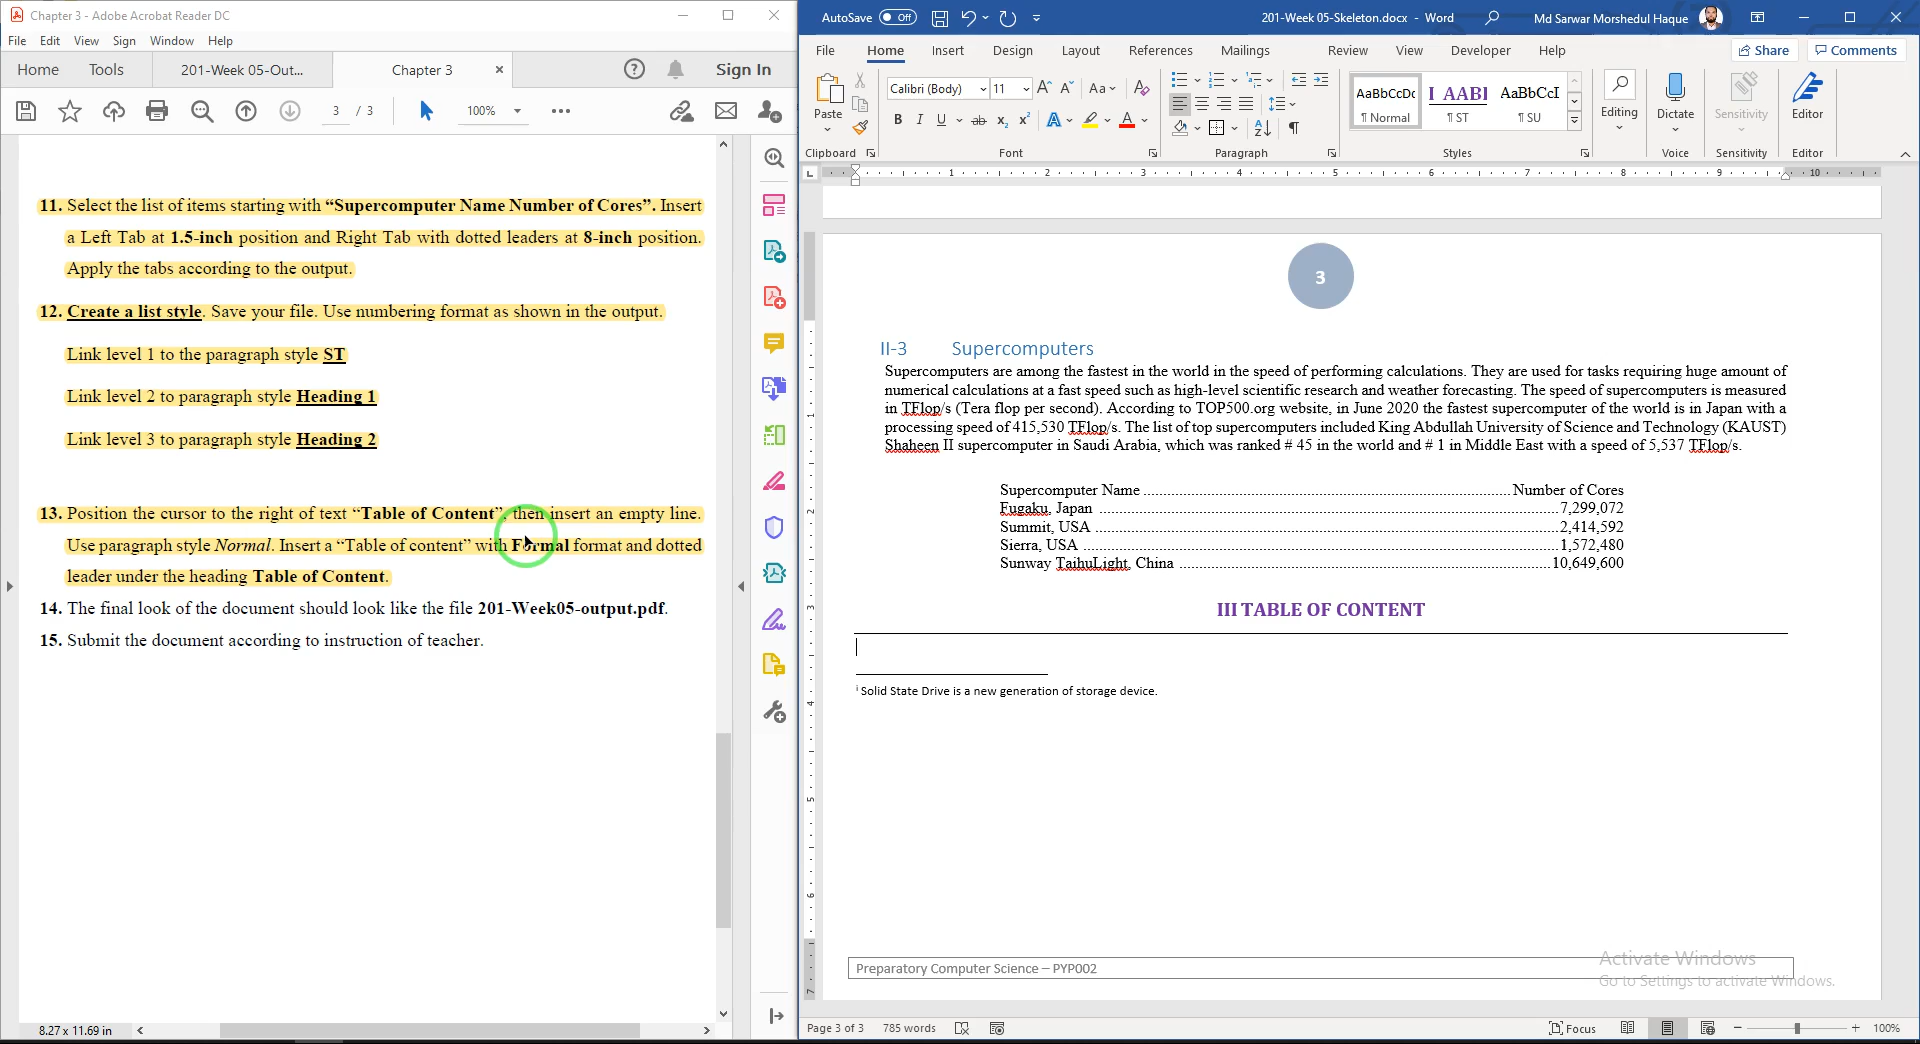 Chapter 3 - Adobe Acrobat Reader DC
File Edit View Sign Window Help
Home Tools 201-Week 05-Out... Chapter 3 × Sign In
3 / 3 100%
11. Select the list of items starting with “Supercomputer Name Number of Cores”. Insert
a Left Tab at 1.5-inch position and Right Tab with dotted leaders at 8-inch position.
Apply the tabs according to the output.
12. Create a list style. Save your file. Use numbering format as shown in the output.
Link level 1 to the paragraph style ST
Link level 2 to paragraph style Heading 1
Link level 3 to paragraph style Heading 2
13. Position the cursor to the right of text “Table of Content”, then insert an empty line.
Use paragraph style Normal. Insert a “Table of content” with Formal format and dotted
leader under the heading Table of Content.
14. The final look of the document should look like the file 201-Week05-output.pdf.
15. Submit the document according to instruction of teacher.
8.27 x 11.69 in
AutoSave Off 201-Week 05-Skeleton.docx - Word Md Sarwar Morshedul Haque
File Home Insert Design Layout References Mailings Review View Developer Help Share Comments
Paste Calibri (Body) 11 A A Aa A
B I U ab x2 x2 A A
AaBbCcDc I AABI AaBbCcI
¶ Normal ¶ ST ¶ SU
Editing Dictate Sensitivity Editor
Clipboard Font Paragraph Styles Voice Sensitivity Editor
1 2 3 4 5 6 7 8 9 10
3
II-3 Supercomputers
Supercomputers are among the fastest in the world in the speed of performing calculations. They are used for tasks requiring huge amount of
numerical calculations at a fast speed such as high-level scientific research and weather forecasting. The speed of supercomputers is measured
in TFlop/s (Tera flop per second). According to TOP500.org website, in June 2020 the fastest supercomputer of the world is in Japan with a
processing speed of 415,530 TFlop/s. The list of top supercomputers included King Abdullah University of Science and Technology (KAUST)
Shaheen II supercomputer in Saudi Arabia, which was ranked # 45 in the world and # 1 in Middle East with a speed of 5,537 TFlop/s.
Supercomputer Name ........ Number of Cores
Fugaku, Japan ........ 7,299,072
Summit, USA ........ 2,414,592
Sierra, USA ........ 1,572,480
Sunway TaihuLight, China ........ 10,649,600
III TABLE OF CONTENT
i Solid State Drive is a new generation of storage device.
Preparatory Computer Science – PYP002
Activate Windows
Go to Settings to activate Windows.
Page 3 of 3 785 words Focus 100%